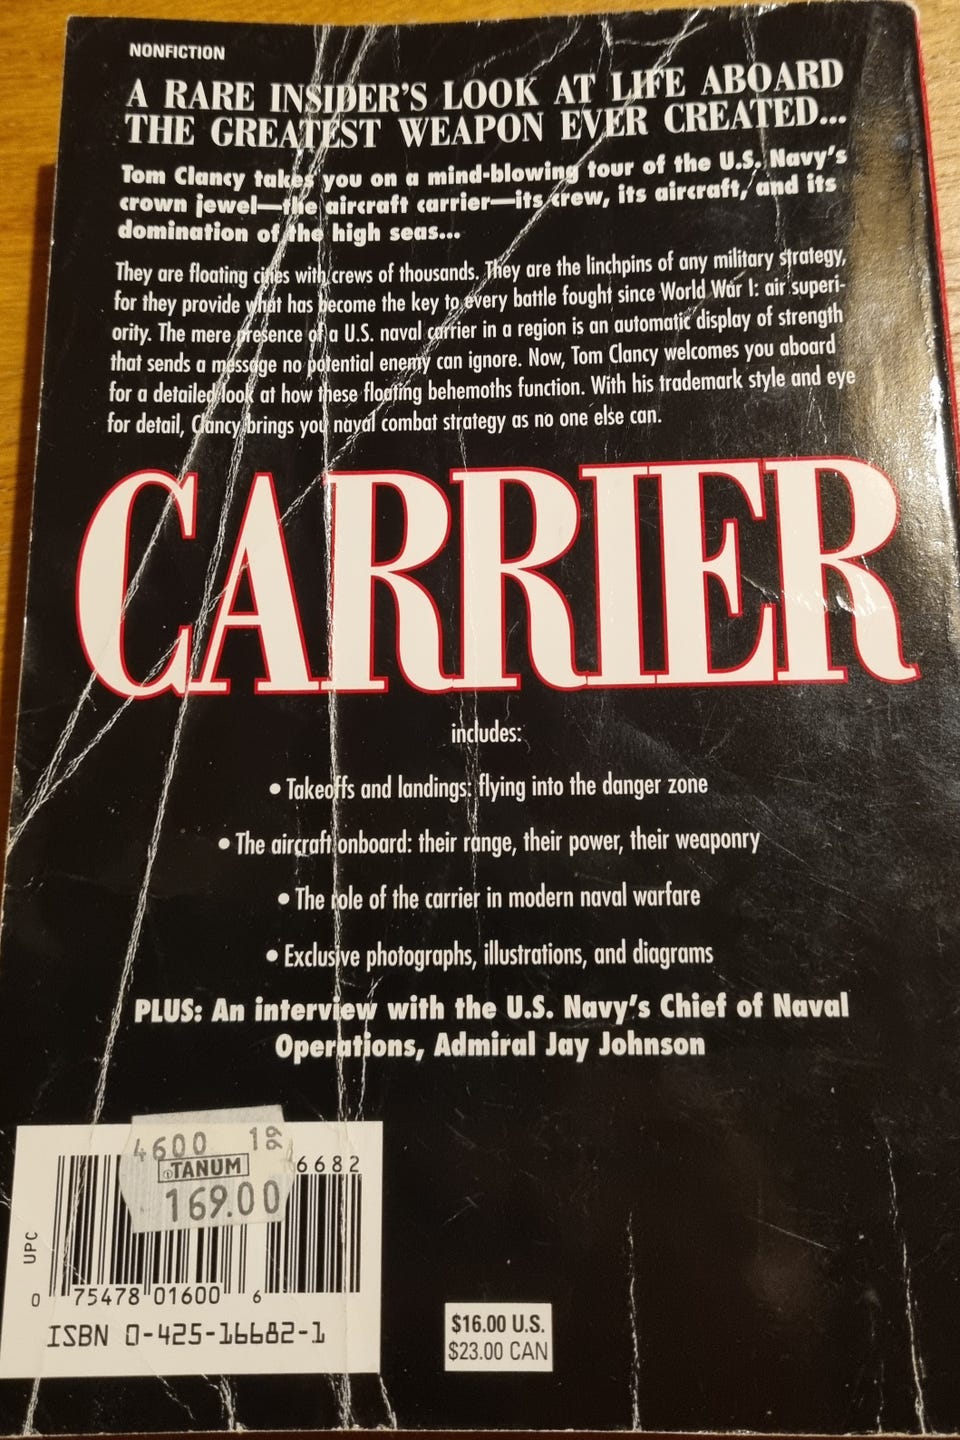 NONFICTION
A RARE INSIDER'S LOOK AT LIFE ABOARD
THE GREATEST WEAPON EVER CREATED...
Tom Clancy takes you on a mind-blowing tour of the U.S. Navy's
crown jewel—the aircraft carrier—its crew, its aircraft, and its
domination of the high seas...
They are floating cities with crews of thousands. They are the linchpins of any military strategy,
for they provide what has become the key to every battle fought since World War I: air superi-
ority. The mere presence of a U.S. naval carrier in a region is an automatic display of strength
that sends a message no potential enemy can ignore. Now, Tom Clancy welcomes you aboard
for a detailed look at how these floating behemoths function. With his trademark style and eye
for detail, Clancy brings you naval combat strategy as no one else can.
CARRIER
includes:
• Takeoffs and landings: flying into the danger zone
• The aircraft onboard: their range, their power, their weaponry
• The role of the carrier in modern naval warfare
• Exclusive photographs, illustrations, and diagrams
PLUS: An interview with the U.S. Navy's Chief of Naval
Operations, Admiral Jay Johnson
4600 19 99
TANUM
169.00
6682
UPC
0 75478 01600 6
ISBN 0-425-16682-1
$16.00 U.S.
$23.00 CAN